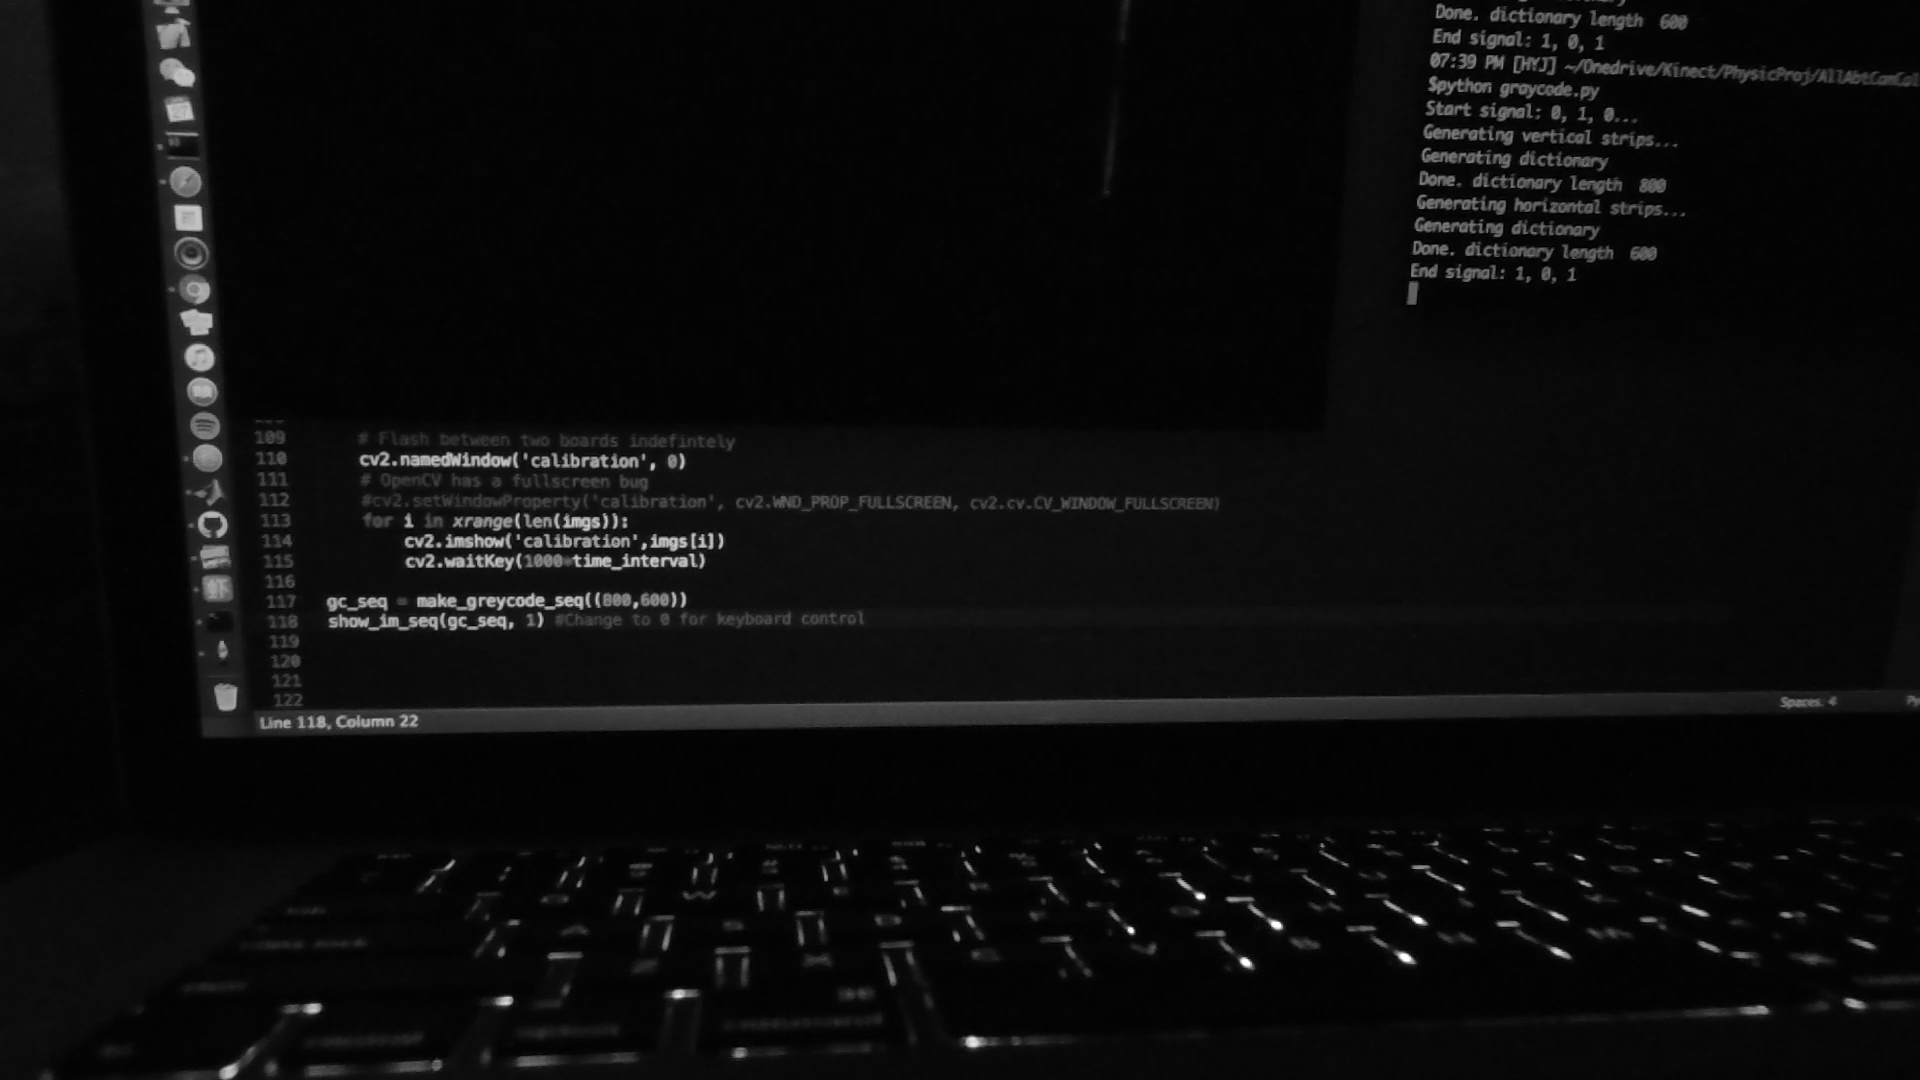 Done. dictionary length 600
End signal: 1, 0, 1
07:39 PM [HYJ] ~/Onedrive/Kinect/PhysicProj/AllAbtCamCal
$python graycode.py
Start signal: 0, 1, 0...
Generating vertical strips...
Generating dictionary
Done. dictionary length 800
Generating horizontal strips...
Generating dictionary
Done. dictionary length 600
End signal: 1, 0, 1
109 # Flash between two boards indefintely
110 cv2.namedWindow('calibration', 0)
111 # OpenCV has a fullscreen bug
112 #cv2.setWindowProperty('calibration', cv2.WND_PROP_FULLSCREEN, cv2.cv.CV_WINDOW_FULLSCREEN)
113 for i in xrange(len(imgs)):
114 cv2.imshow('calibration',imgs[i])
115 cv2.waitKey(1000*time_interval)
116
117 gc_seq = make_greycode_seq((800,600))
118 show_im_seq(gc_seq, 1) #Change to 0 for keyboard control
119
120
121
122
Line 118, Column 22
Spaces: 4